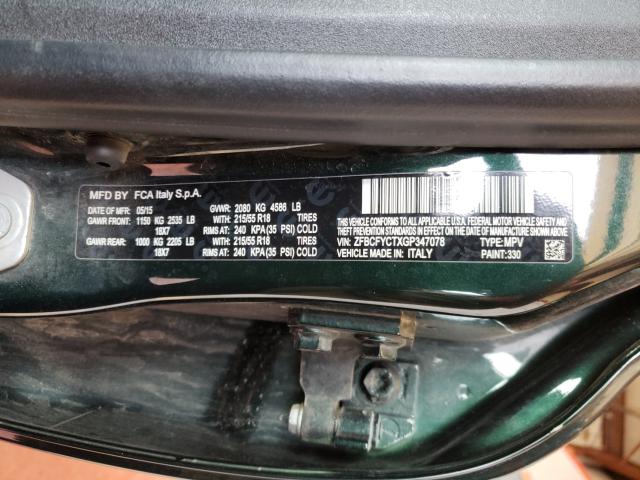 MFD BY FCA Italy S.p.A.
DATE OF MFR: 05/15 GVWR: 2080 KG 4586 LB
GAWR FRONT: 1150 KG 2535 LB WITH: 215/55 R18 TIRES
18X7 RIMS AT: 240 KPA(35 PSI) COLD
GAWR REAR: 1000 KG 2205 LB WITH: 215/55 R18 TIRES
18X7 RIMS AT: 240 KPA(35 PSI) COLD
THIS VEHICLE CONFORMS TO ALL APPLICABLE U.S.A. FEDERAL MOTOR VEHICLE
SAFETY, BUMPER, AND THEFT PREVENTION STANDARDS IN EFFECT ON THE DATE OF
MANUFACTURE SHOWN ABOVE.
VIN: ZFBCFYCTXGP347078 TYPE: MPV
VEHICLE MADE IN: ITALY PAINT: 330